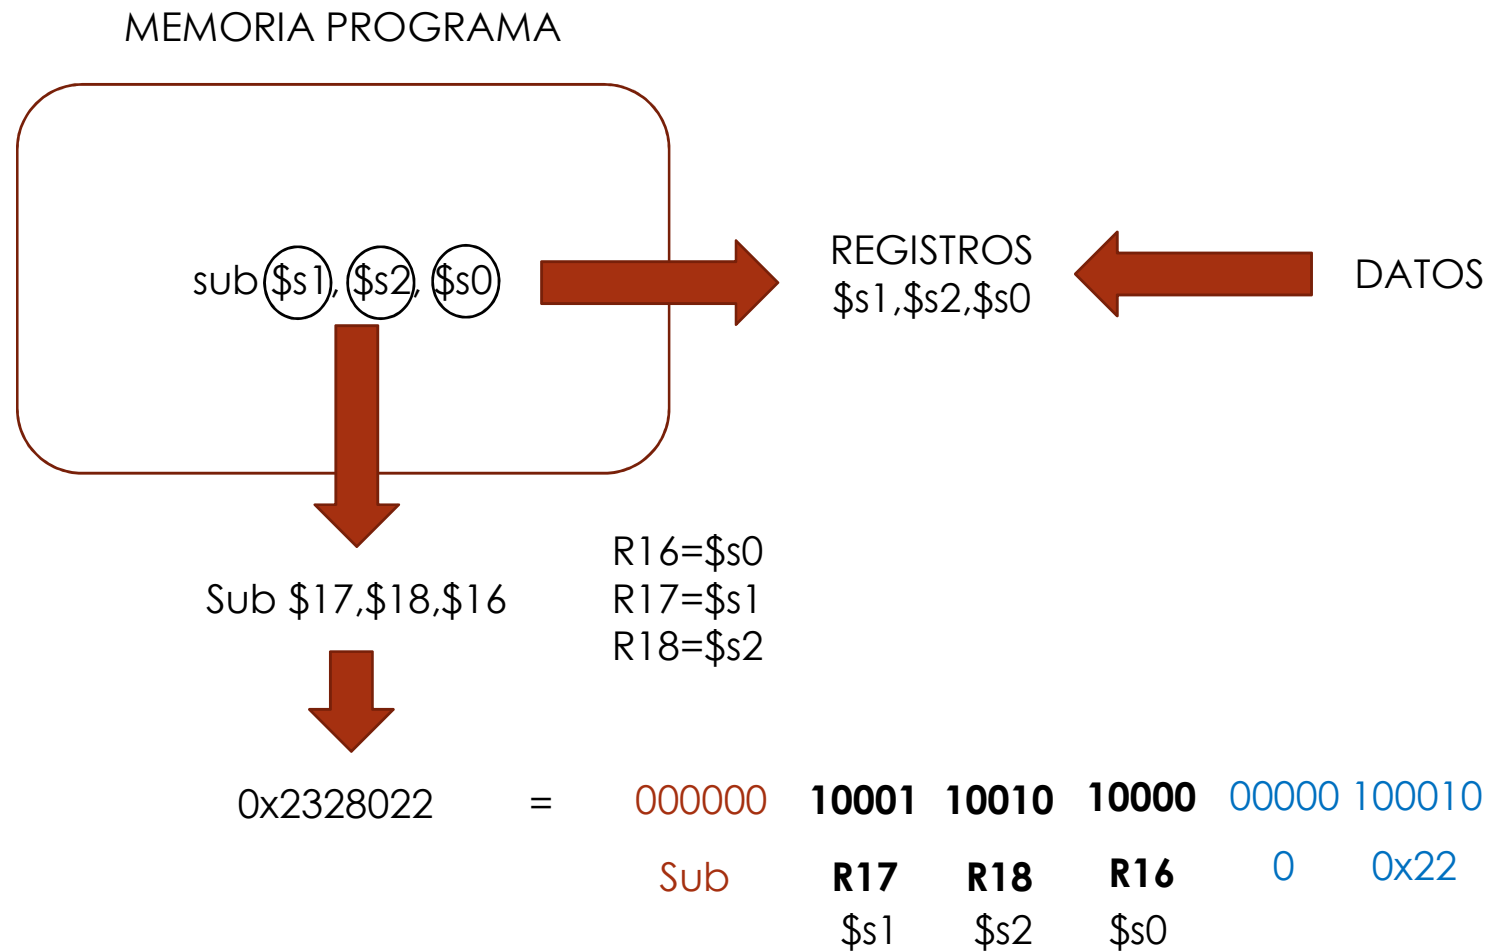 MEMORIA PROGRAMA
sub $s1, $s2, $s0
REGISTROS
$s1,$s2,$s0
DATOS
Sub $17,$18,$16
R16=$s0
R17=$s1
R18=$s2
0x2328022 = 000000 10001 10010 10000 00000 100010
Sub R17 R18 R16 0 0x22
$s1 $s2 $s0